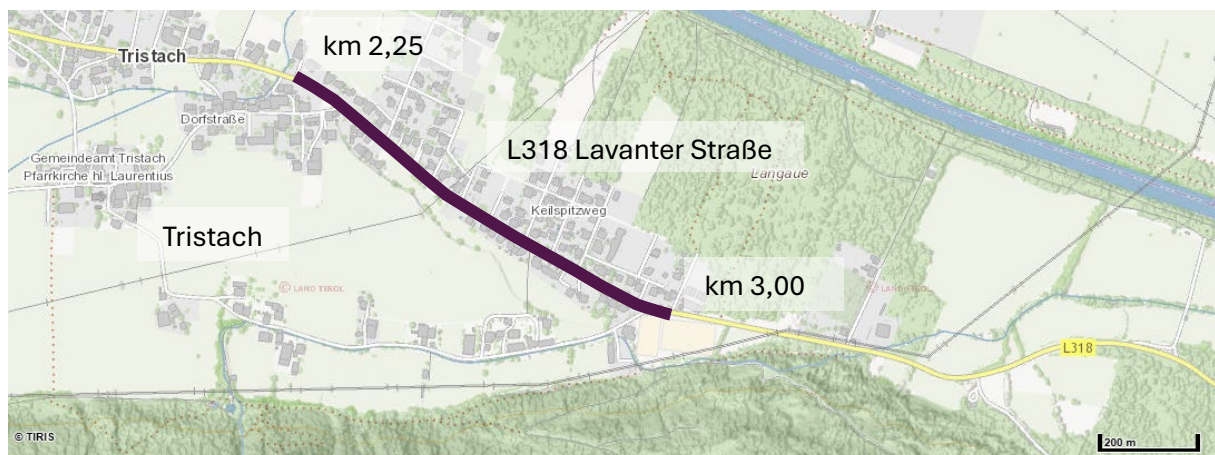 km 2,25
Tristach
Dorfstraße
L318 Lavanter Straße
Gemeindeamt Tristach
Pfarrkirche hl. Laurentius
Langaue
Keilspitzweg
Tristach
© LAND TIROL
km 3,00
© LAND TIROL
L318
© TIRIS
200 m